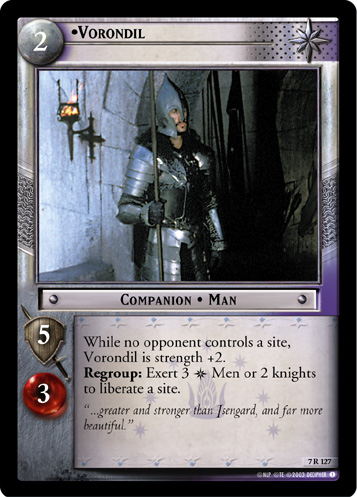 2
•Vorondil
Companion • Man
5
3
While no opponent controls a site,
Vorondil is strength +2.
Regroup: Exert 3 Men or 2 knights
to liberate a site.
“...greater and stronger than Isengard, and far more
beautiful.”
7 R 127